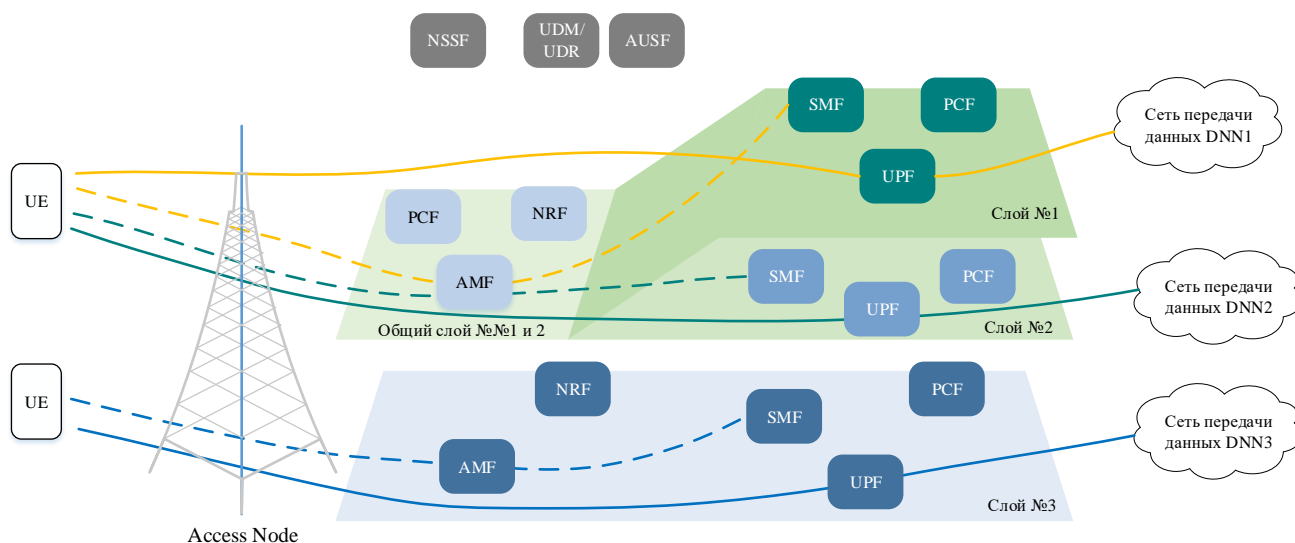 NSSF
UDM/
UDR
AUSF
SMF
PCF
Сеть передачи
данных DNN1
UE
UPF
PCF
NRF
Слой №1
AMF
SMF
PCF
Сеть передачи
данных DNN2
UPF
Общий слой №№1 и 2
Слой №2
UE
NRF
PCF
SMF
Сеть передачи
данных DNN3
AMF
UPF
Слой №3
Access Node